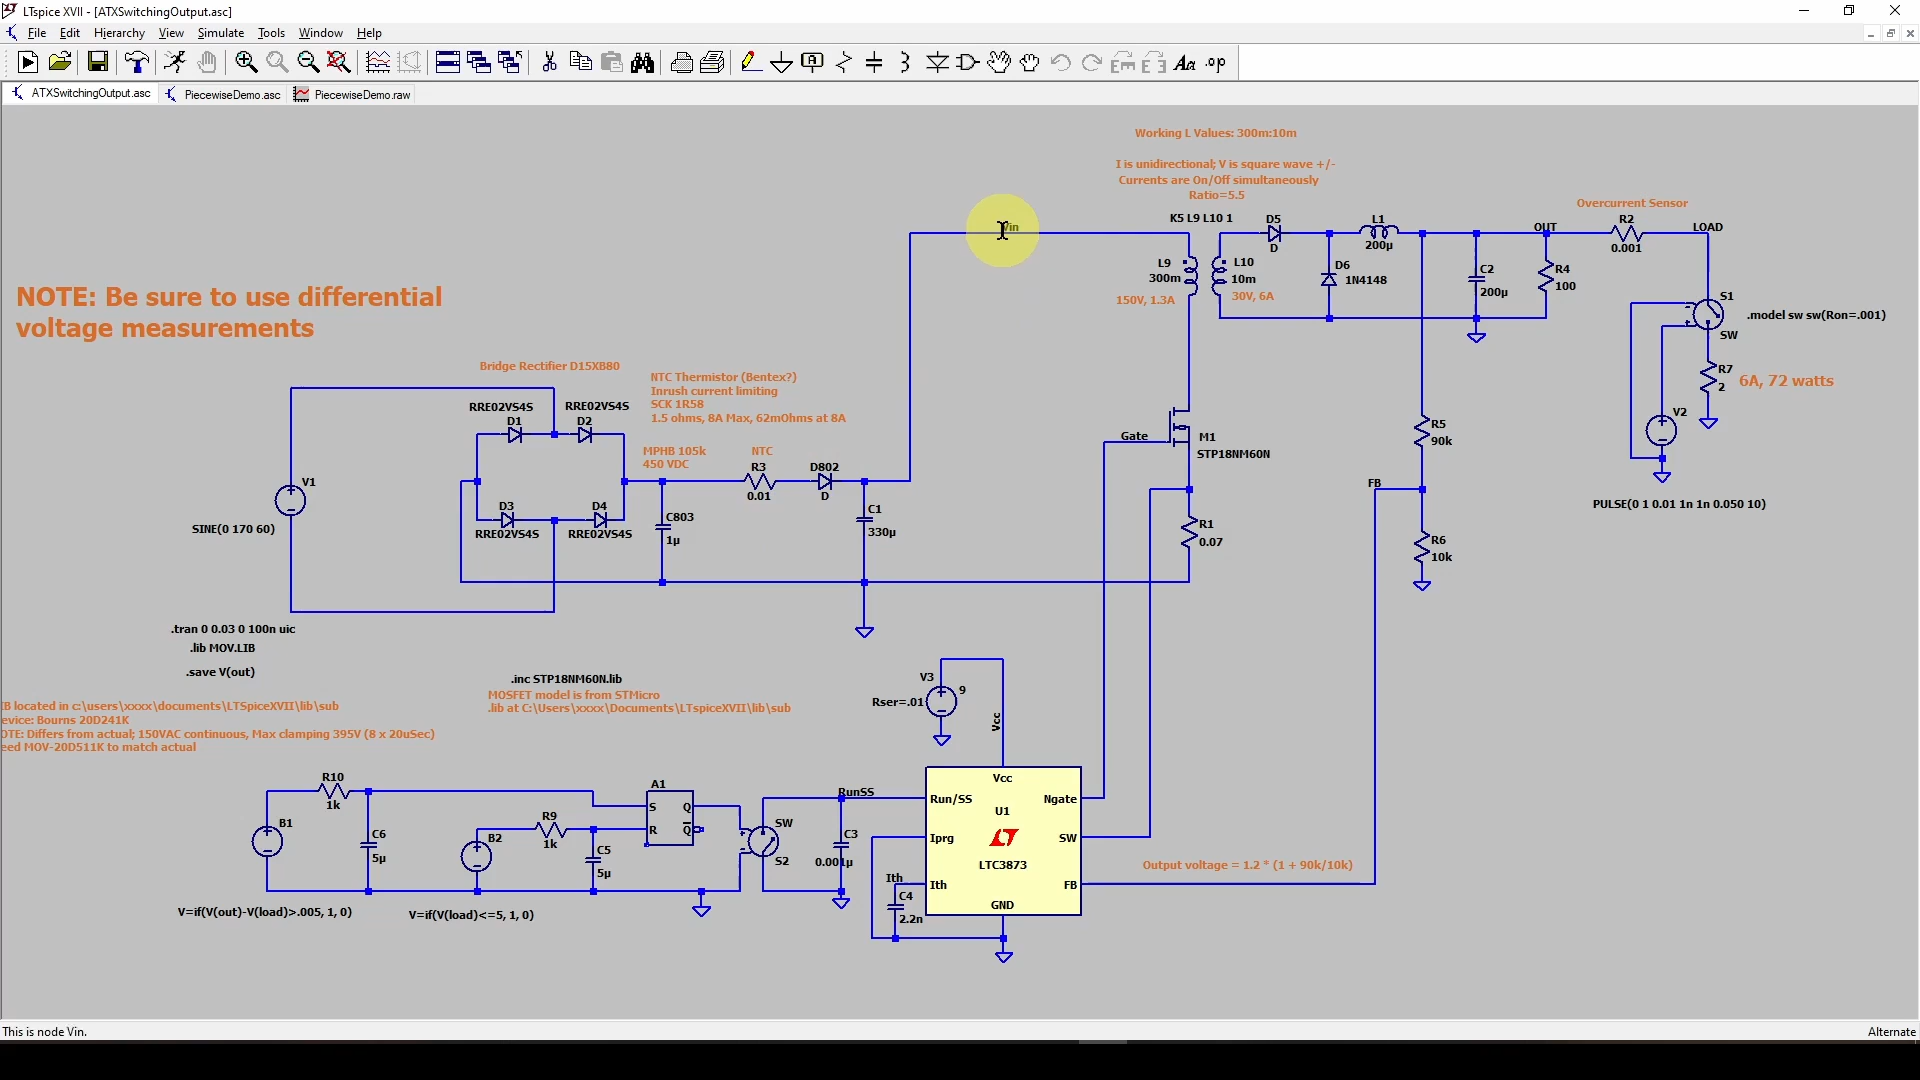 LTspice XVII - [ATXSwitchingOutput.asc]
File Edit Hierarchy View Simulate Tools Window Help
ATXSwitchingOutput.asc PiecewiseDemo.asc PiecewiseDemo.raw
Working L Values: 300m:10m
I is unidirectional; V is square wave +/-
Currents are On/Off simultaneously
Ratio=5.5
K5 L9 L10 1
Vin
D5
D
L1
200µ
OUT
Overcurrent Sensor
R2
0.001
LOAD
L9
300m
150V, 1.3A
L10
10m
30V, 6A
D6
1N4148
C2
200µ
R4
100
S1
SW
.model sw sw(Ron=.001)
R7
2
6A, 72 watts
V2
PULSE(0 1 0.01 1n 1n 0.050 10)
NOTE: Be sure to use differential
voltage measurements
Bridge Rectifier D15XB80
RRE02VS4S
D1
RRE02VS4S
D2
NTC Thermistor (Bentex?)
Inrush current limiting
SCK 1R58
1.5 ohms, 8A Max, 62mOhms at 8A
MPHB 105k
450 VDC
NTC
R3
0.01
D802
D
V1
SINE(0 170 60)
D3
RRE02VS4S
D4
RRE02VS4S
C803
1µ
C1
330µ
Gate
M1
STP18NM60N
R1
0.07
R5
90k
FB
R6
10k
.tran 0 0.03 0 100n uic
.lib MOV.LIB
.save V(out)
.inc STP18NM60N.lib
MOSFET model is from STMicro
.lib at C:\Users\xxxx\Documents\LTspiceXVII\lib\sub
B located in c:\users\xxxx\documents\LTSpiceXVII\lib\sub
evice: Bourns 20D241K
OTE: Differs from actual; 150VAC continuous, Max clamping 395V (8 x 20uSec)
eed MOV-20D511K to match actual
V3
9
Rser=.01
Vcc
R10
1k
B1
C6
5µ
R9
1k
B2
C5
5µ
A1
S Q
R Q
SW
S2
RunSS
C3
0.001µ
Ith
C4
2.2n
Vcc
Run/SS Ngate
U1
Iprg SW
LTC3873
Ith FB
GND
Output voltage = 1.2 * (1 + 90k/10k)
V=if(V(out)-V(load)>.005, 1, 0)
V=if(V(load)<=5, 1, 0)
This is node Vin.
Alternate